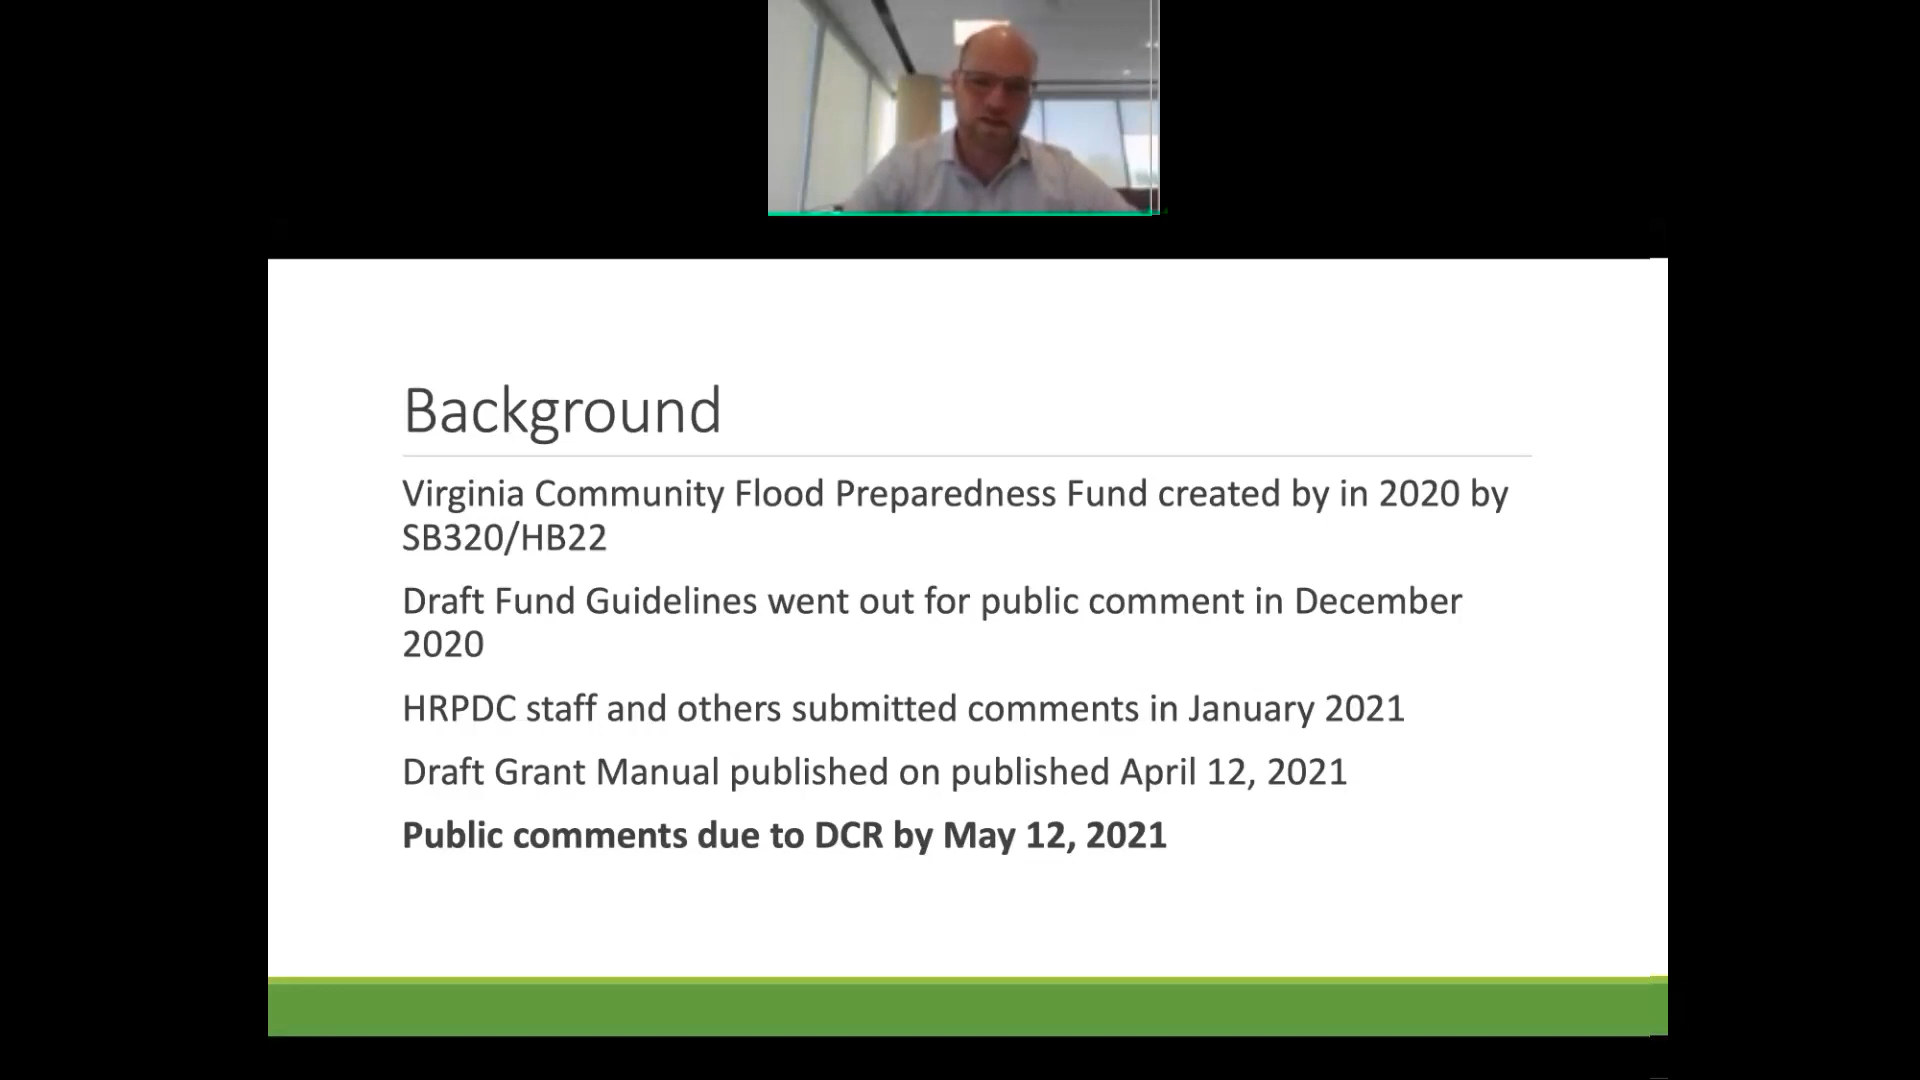 Background
Virginia Community Flood Preparedness Fund created by in 2020 by
SB320/HB22
Draft Fund Guidelines went out for public comment in December
2020
HRPDC staff and others submitted comments in January 2021
Draft Grant Manual published on published April 12, 2021
Public comments due to DCR by May 12, 2021